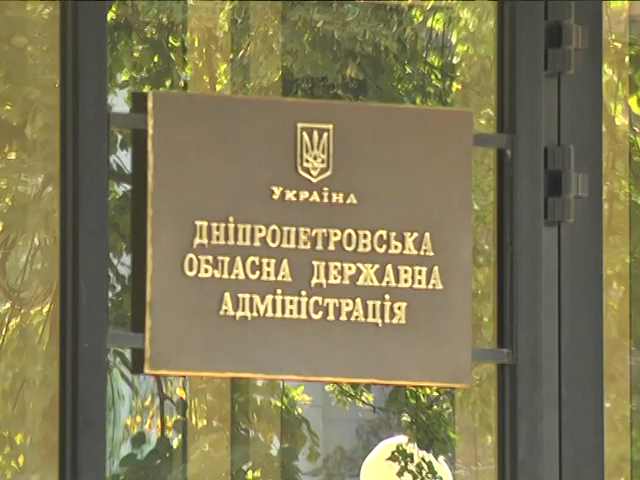 Україна
ДНІПРОПЕТРОВСЬКА
ОБЛАСНА ДЕРЖАВНА
АДМІНІСТРАЦІЯ